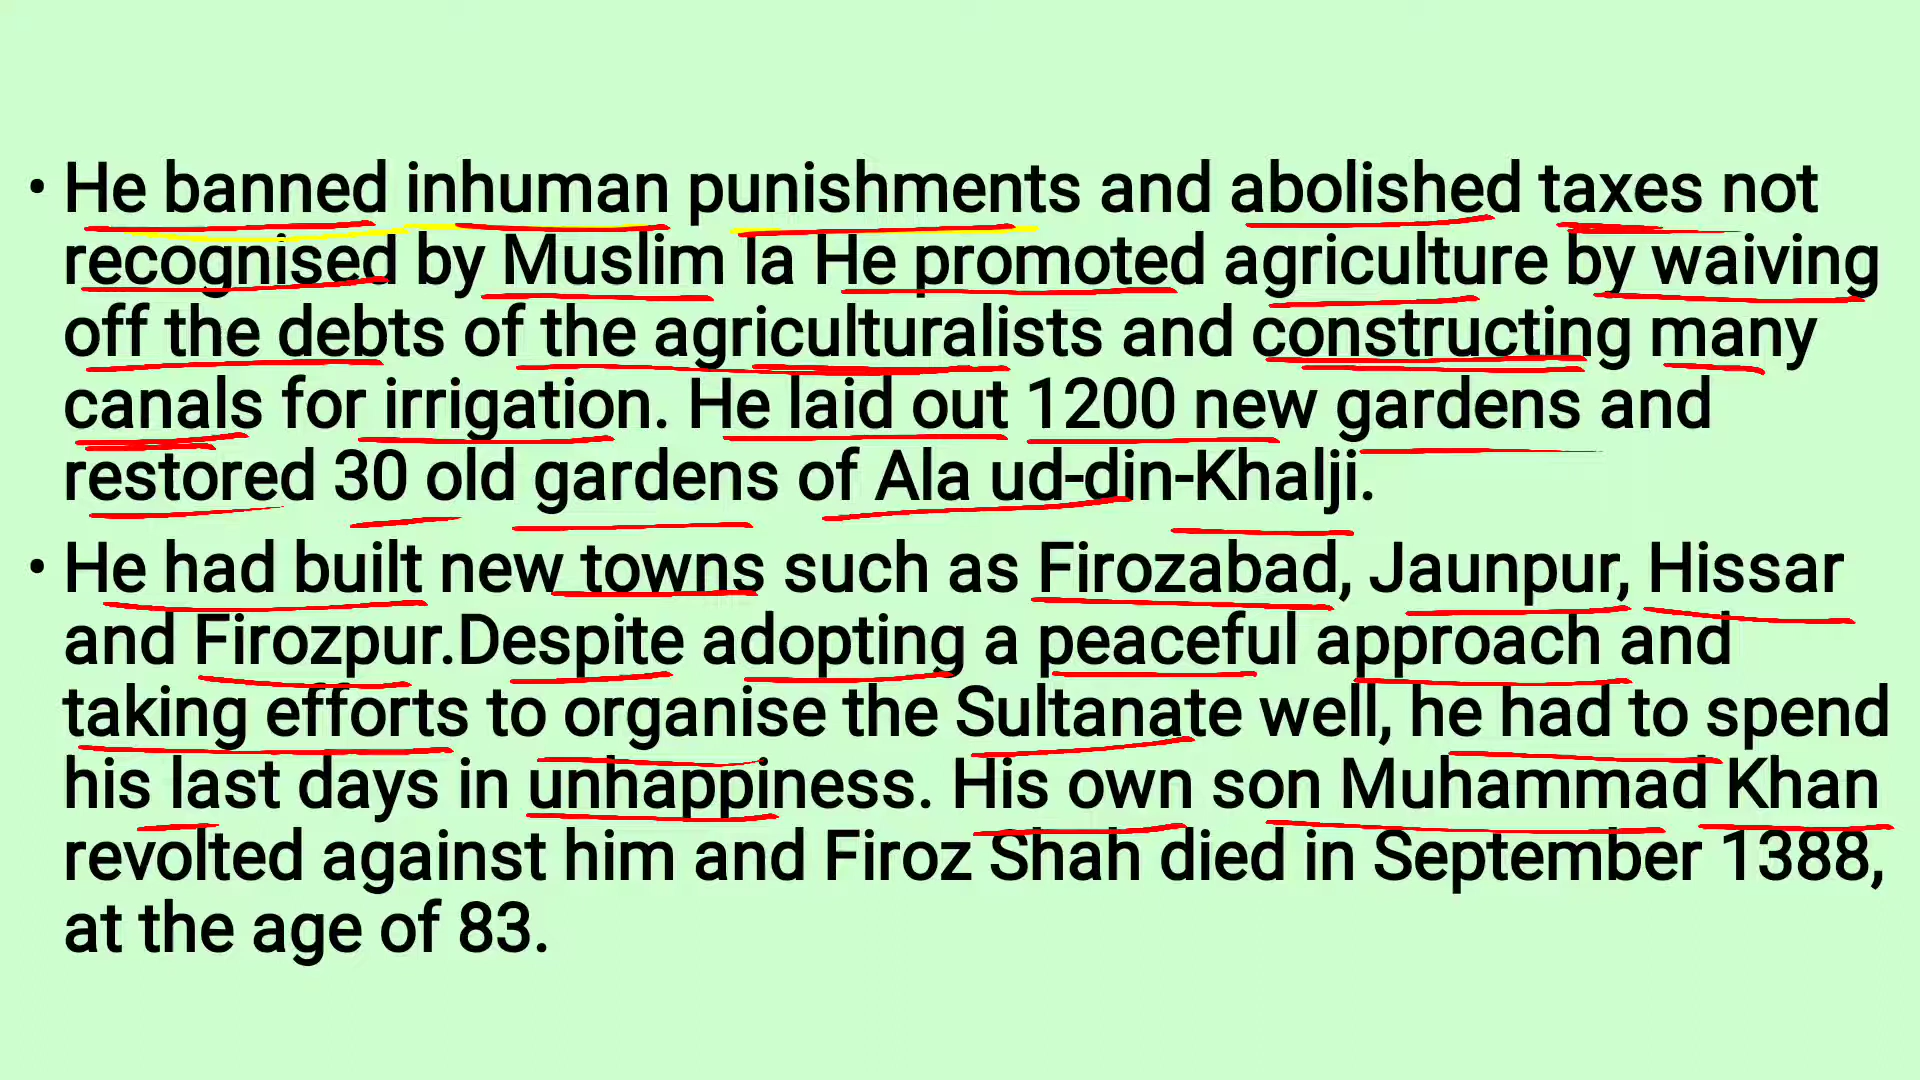 • He banned inhuman punishments and abolished taxes not
recognised by Muslim la He promoted agriculture by waiving
off the debts of the agriculturalists and constructing many
canals for irrigation. He laid out 1200 new gardens and
restored 30 old gardens of Ala ud-din-Khalji.
• He had built new towns such as Firozabad, Jaunpur, Hissar
and Firozpur.Despite adopting a peaceful approach and
taking efforts to organise the Sultanate well, he had to spend
his last days in unhappiness. His own son Muhammad Khan
revolted against him and Firoz Shah died in September 1388,
at the age of 83.